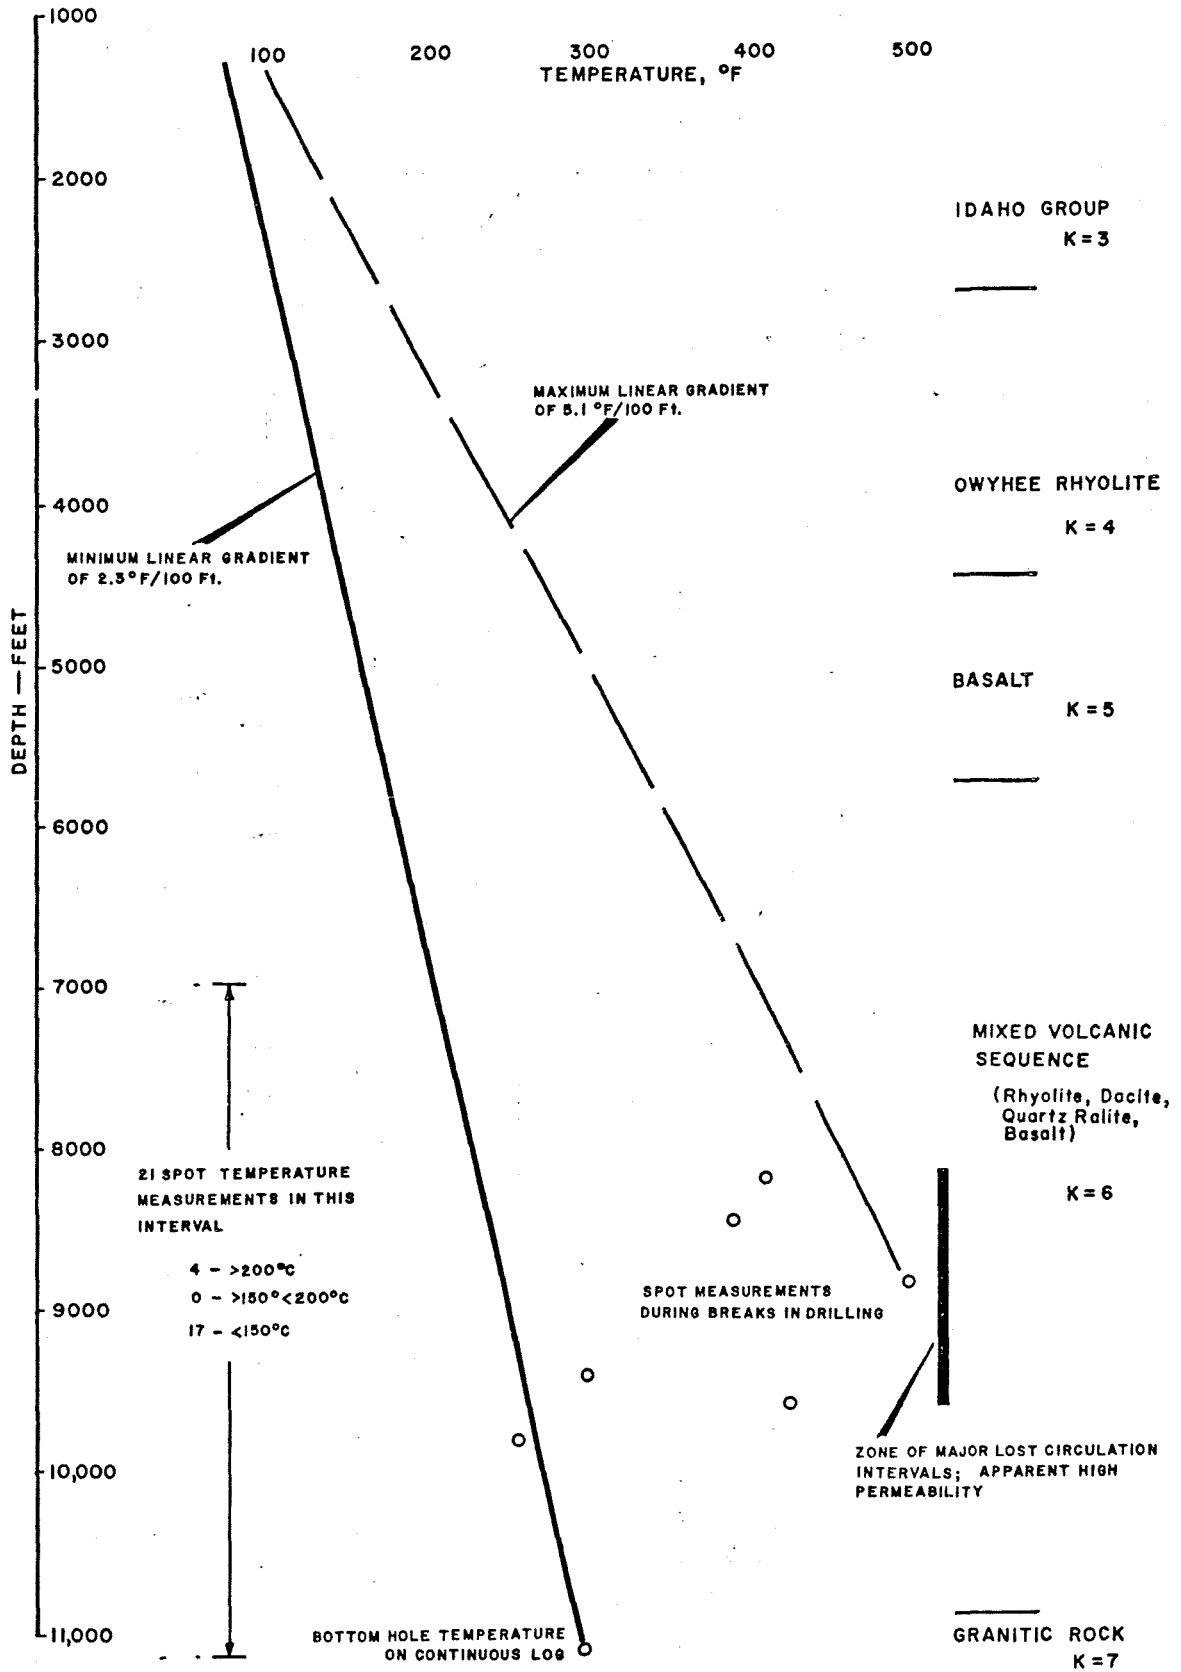 1000
100 200 300 400 500
TEMPERATURE, °F
2000
IDAHO GROUP
K=3
3000
MAXIMUM LINEAR GRADIENT
OF 5.1 °F/100 Ft.
OWYHEE RHYOLITE
4000
K=4
MINIMUM LINEAR GRADIENT
OF 2.3°F/100 Ft.
DEPTH — FEET
5000
BASALT
K=5
6000
7000
MIXED VOLCANIC
SEQUENCE
(Rhyolite, Dacite,
Quartz Ralite,
Basalt)
8000
21 SPOT TEMPERATURE
MEASUREMENTS IN THIS
INTERVAL
K=6
4 - >200°C
0 - >150°<200°C
17 - <150°C
SPOT MEASUREMENTS
DURING BREAKS IN DRILLING
9000
ZONE OF MAJOR LOST CIRCULATION
INTERVALS; APPARENT HIGH
PERMEABILITY
10,000
11,000
BOTTOM HOLE TEMPERATURE
ON CONTINUOUS LOG
GRANITIC ROCK
K=7